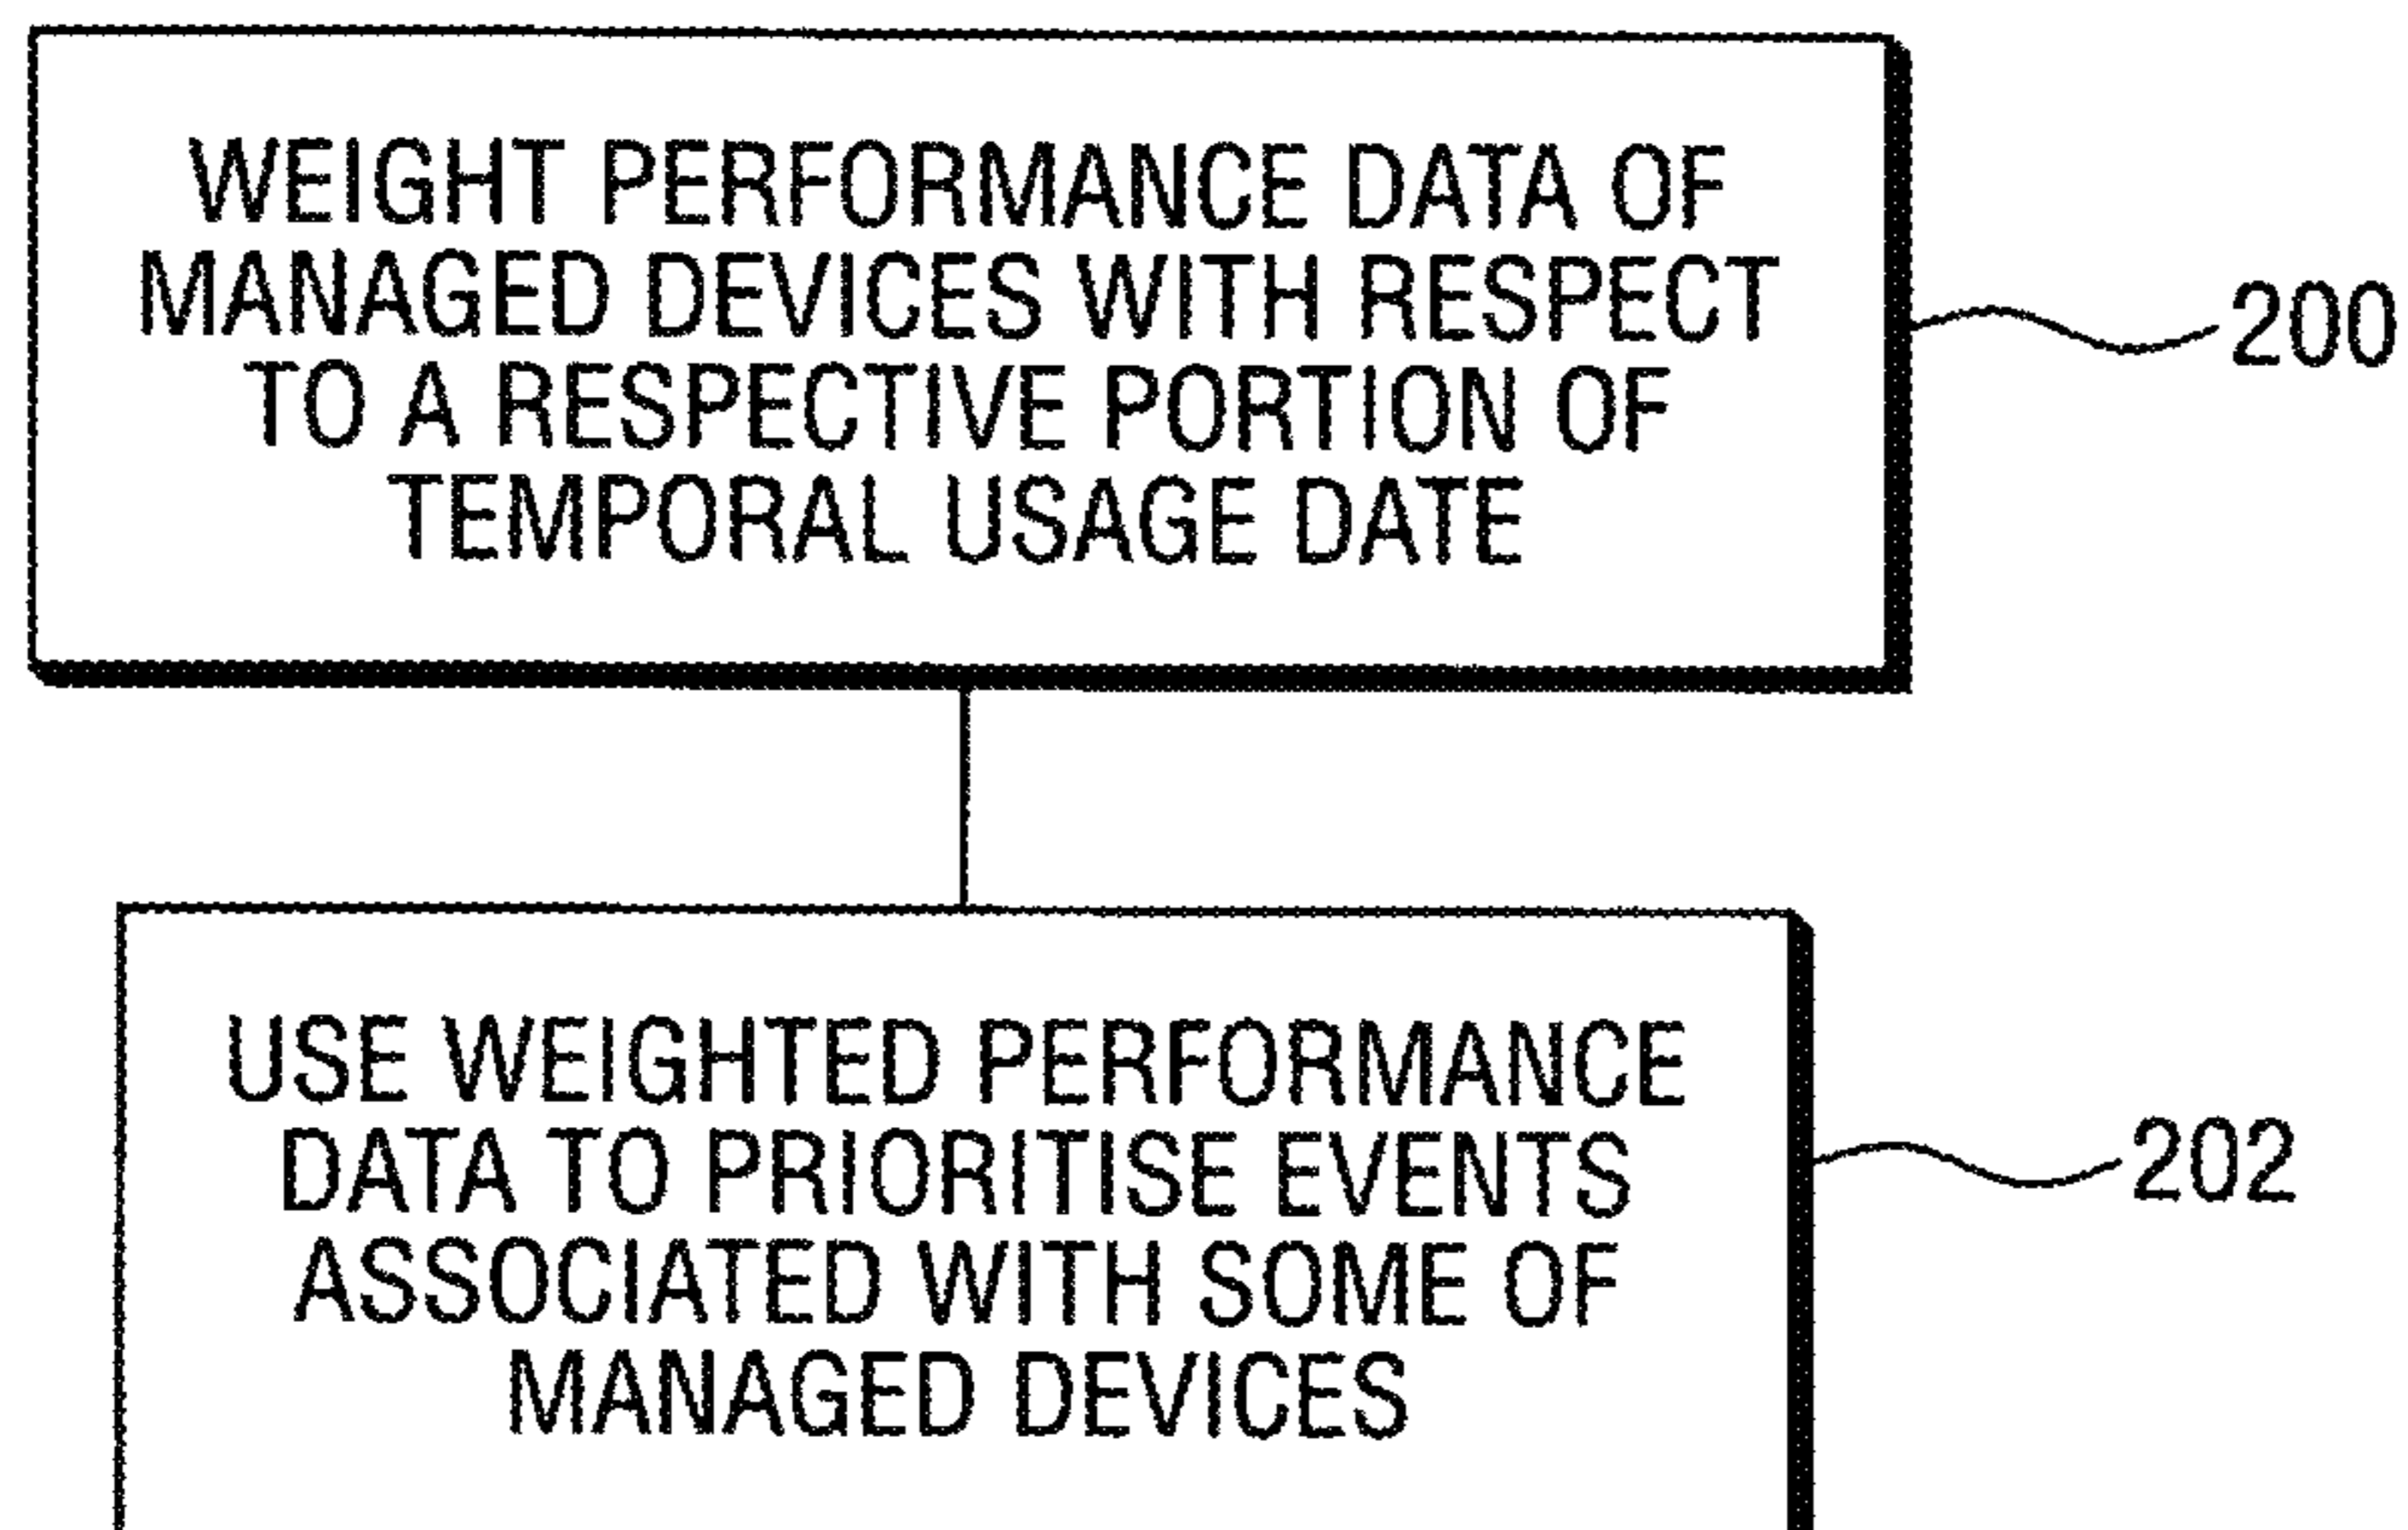 WEIGHT PERFORMANCE DATA OF
MANAGED DEVICES WITH RESPECT
TO A RESPECTIVE PORTION OF
TEMPORAL USAGE DATE
200
USE WEIGHTED PERFORMANCE
DATA TO PRIORITISE EVENTS
ASSOCIATED WITH SOME OF
MANAGED DEVICES
202